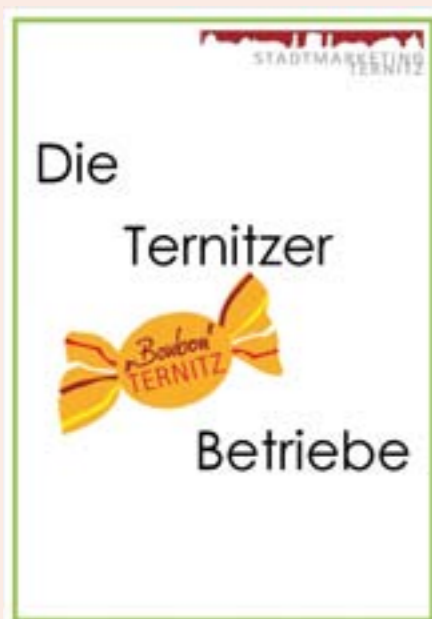 STADTMARKETING
TERNITZ
Die
Ternitzer
„Bonbon“
TERNITZ
Betriebe